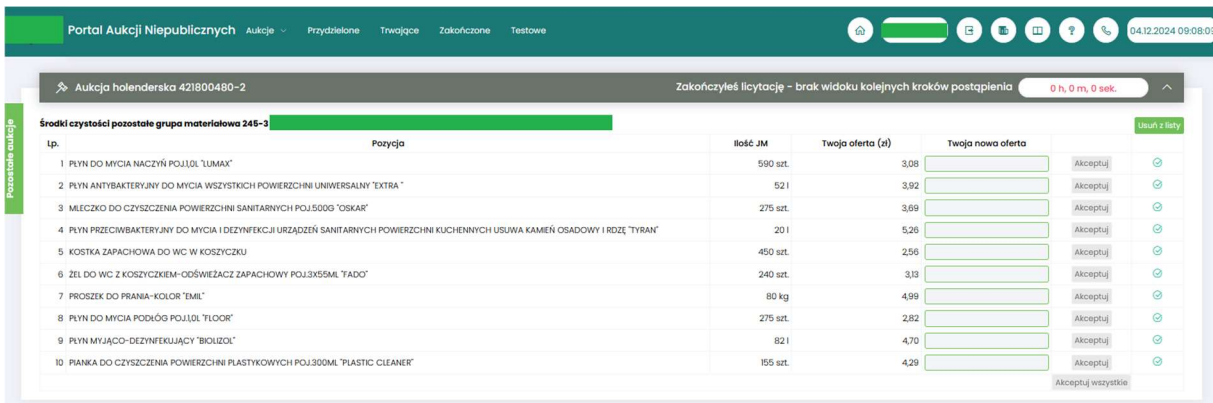 Portal Aukcji Niepublicznych Aukcje Przydzielone Trwające Zakończone Testowe 04.12.2024 09:08:09
Aukcja holenderska 421800480-2 Zakończyłeś licytację - brak widoku kolejnych kroków postąpienia 0 h, 0 m, 0 sek.
Pozostałe aukcje
Środki czystości pozostałe grupa materiałowa 245-3 Usuń z listy
Lp. Pozycja Ilość JM Twoja oferta (zł) Twoja nowa oferta
1 PŁYN DO MYCIA NACZYŃ POJ.1,0L "LUMAX" 590 szt. 3,08 Akceptuj
2 PŁYN ANTYBAKTERYJNY DO MYCIA WSZYSTKICH POWIERZCHNI UNIWERSALNY "EXTRA " 52 l 3,92 Akceptuj
3 MLECZKO DO CZYSZCZENIA POWIERZCHNI SANITARNYCH POJ.500G "OSKAR" 275 szt. 3,69 Akceptuj
4 PŁYN PRZECIWBAKTERYJNY DO MYCIA I DEZYNFEKCJI URZĄDZEŃ SANITARNYCH POWIERZCHNI KUCHENNYCH USUWA KAMIEŃ OSADOWY I RDZĘ "TYRAN" 20 l 5,26 Akceptuj
5 KOSTKA ZAPACHOWA DO WC W KOSZYCZKU 450 szt. 2,56 Akceptuj
6 ŻEL DO WC Z KOSZYCZKIEM-ODŚWIEŻACZ ZAPACHOWY POJ.3X55ML "FADO" 240 szt. 3,13 Akceptuj
7 PROSZEK DO PRANIA-KOLOR "EMIL" 80 kg 4,99 Akceptuj
8 PŁYN DO MYCIA PODŁÓG POJ.1,0L "FLOOR" 275 szt. 2,82 Akceptuj
9 PŁYN MYJĄCO-DEZYNFEKUJĄCY "BIOLIZOL" 82 l 4,70 Akceptuj
10 PIANKA DO CZYSZCZENIA POWIERZCHNI PLASTYKOWYCH POJ.300ML "PLASTIC CLEANER" 155 szt. 4,29 Akceptuj
Akceptuj wszystkie